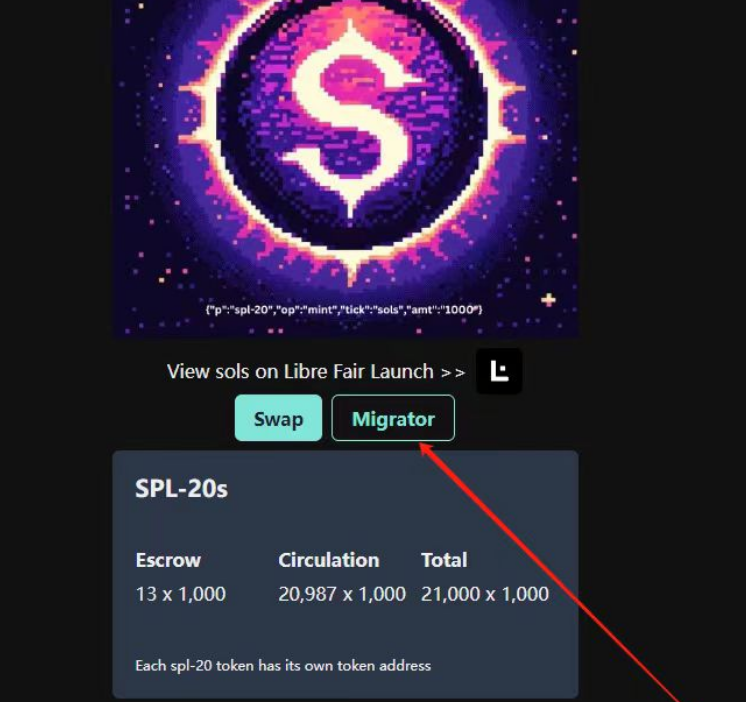 S
{"p":"spl-20","op":"mint","tick":"sols","amt":"1000"}
View sols on Libre Fair Launch >>
Swap Migrator
SPL-20s
Escrow Circulation Total
13 x 1,000 20,987 x 1,000 21,000 x 1,000
Each spl-20 token has its own token address